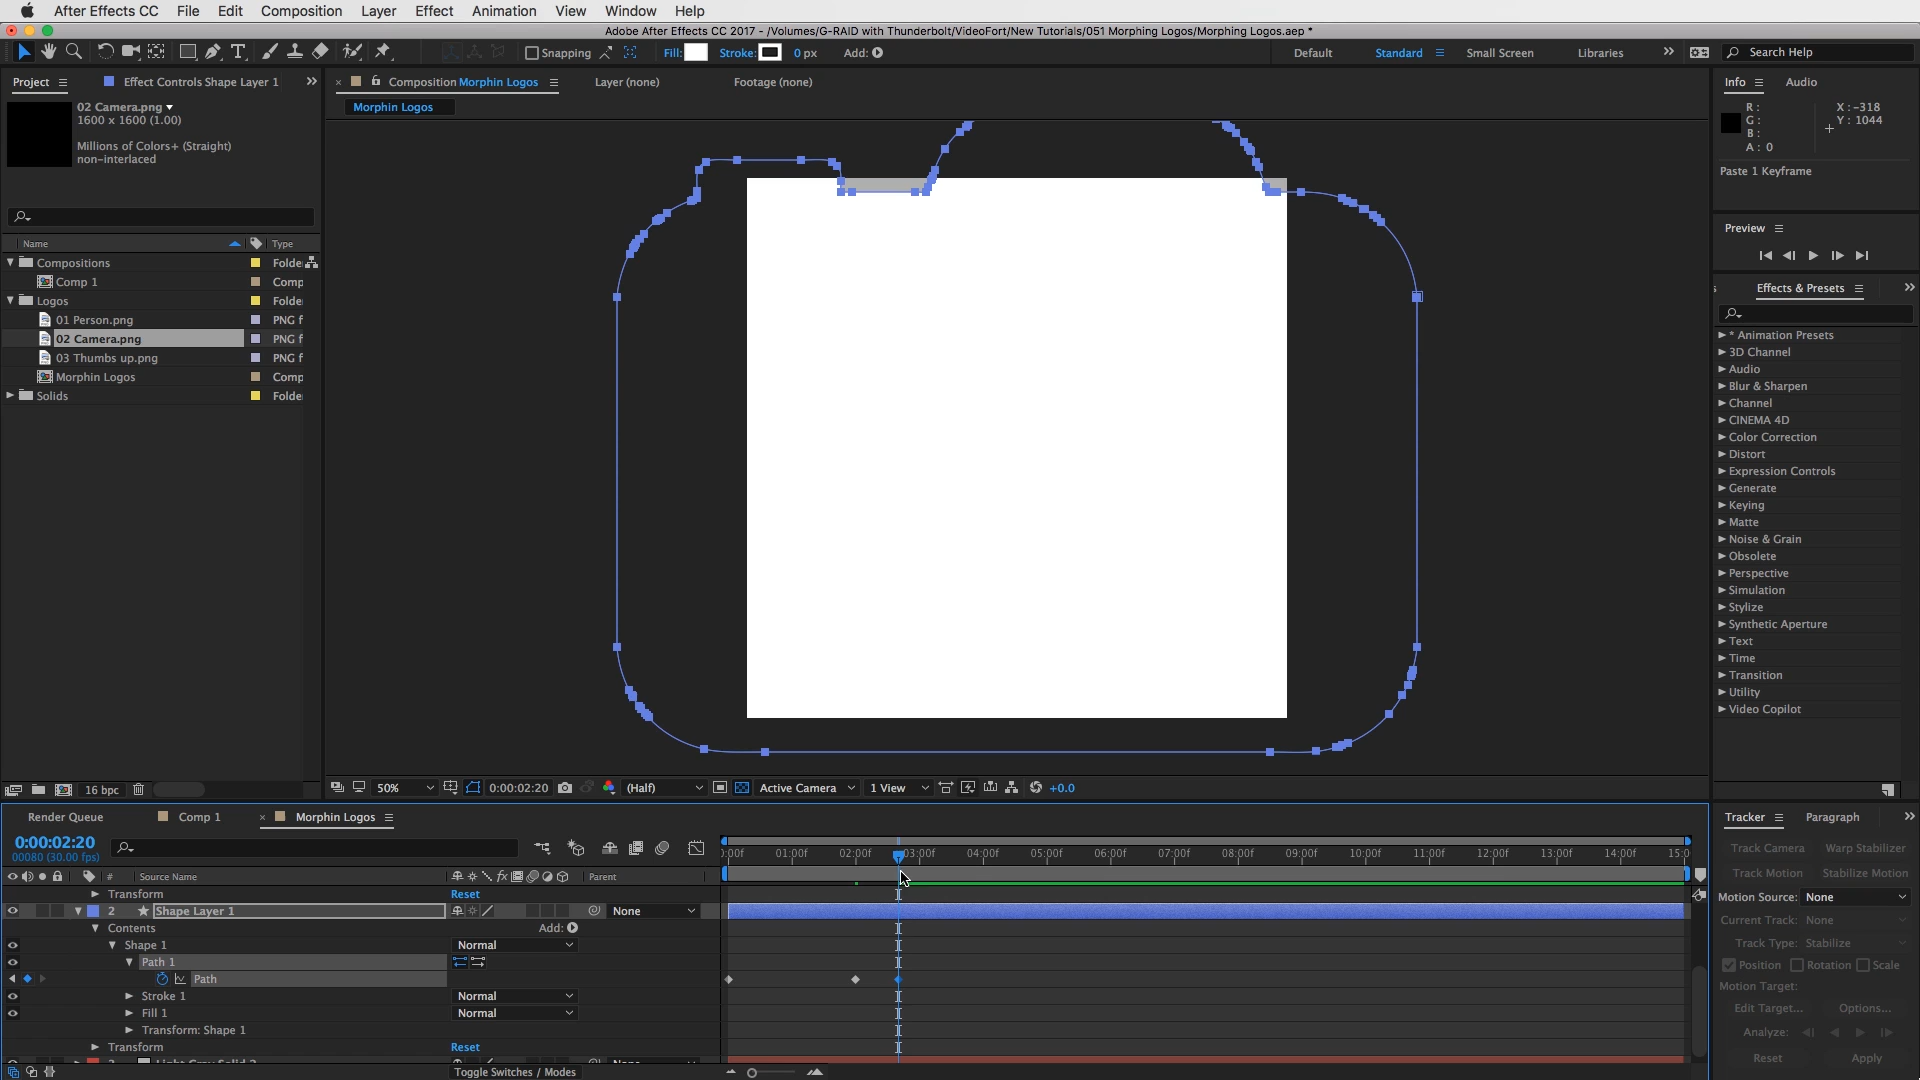 After Effects CC File Edit Composition Layer Effect Animation View Window Help
Adobe After Effects CC 2017 - /Volumes/G-RAID with Thunderbolt/VideoFort/New Tutorials/051 Morphing Logos/Morphing Logos.aep *
Snapping Fill: Stroke: 0 px Add: Default Standard Small Screen Libraries Search Help
Project Effect Controls Shape Layer 1 Composition Morphin Logos Layer (none) Footage (none) Info Audio
02 Camera.png
1600 x 1600 (1.00)
Millions of Colors+ (Straight)
non-interlaced
Morphin Logos
R: X: -318
G: Y: 1044
B:
A: 0
Paste 1 Keyframe
Preview
Name Type
Compositions Folde
Comp 1 Comp
Logos Folde
01 Person.png PNG f
02 Camera.png PNG f
03 Thumbs up.png PNG f
Morphin Logos Comp
Solids Folde
Effects & Presets
* Animation Presets
3D Channel
Audio
Blur & Sharpen
Channel
CINEMA 4D
Color Correction
Distort
Expression Controls
Generate
Keying
Matte
Noise & Grain
Obsolete
Perspective
Simulation
Stylize
Synthetic Aperture
Text
Time
Transition
Utility
Video Copilot
16 bpc 50% 0:00:02:20 (Half) Active Camera 1 View +0.0
Render Queue Comp 1 Morphin Logos
0:00:02:20
00080 (30.00 fps)
:00f 01:00f 02:00f 03:00f 04:00f 05:00f 06:00f 07:00f 08:00f 09:00f 10:00f 11:00f 12:00f 13:00f 14:00f 15:0
# Source Name Parent
Transform Reset
2 Shape Layer 1 None
Contents Add:
Shape 1 Normal
Path 1
Path
Stroke 1 Normal
Fill 1 Normal
Transform: Shape 1
Transform Reset
Toggle Switches / Modes
Tracker Paragraph
Track Camera Warp Stabilizer
Track Motion Stabilize Motion
Motion Source: None
Current Track: None
Track Type: Stabilize
Position Rotation Scale
Motion Target:
Edit Target... Options...
Analyze:
Reset Apply